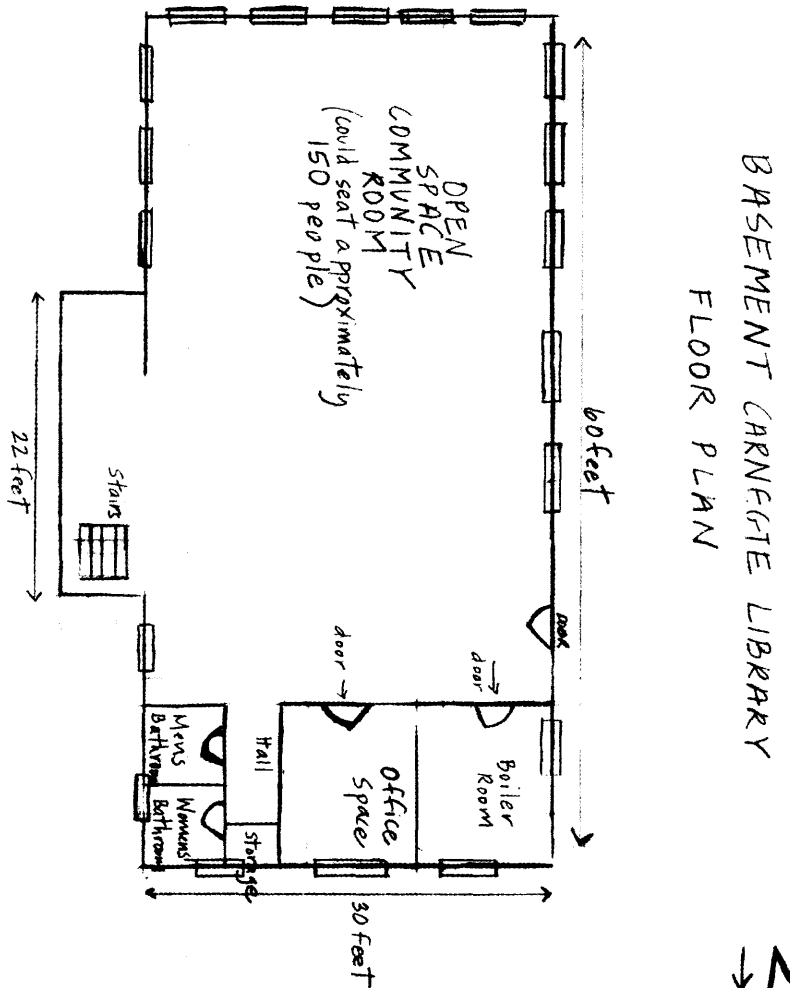 BASEMENT CARNEGIE LIBRARY
FLOOR PLAN
N
60 feet
OPEN
SPACE
COMMUNITY
ROOM
(could seat approximately
150 people)
DOOR
door
door
Boiler
Room
Office
Space
Hall
Storage
Mens
Bathroom
Womens
Bathroom
Stairs
22 feet
30 feet